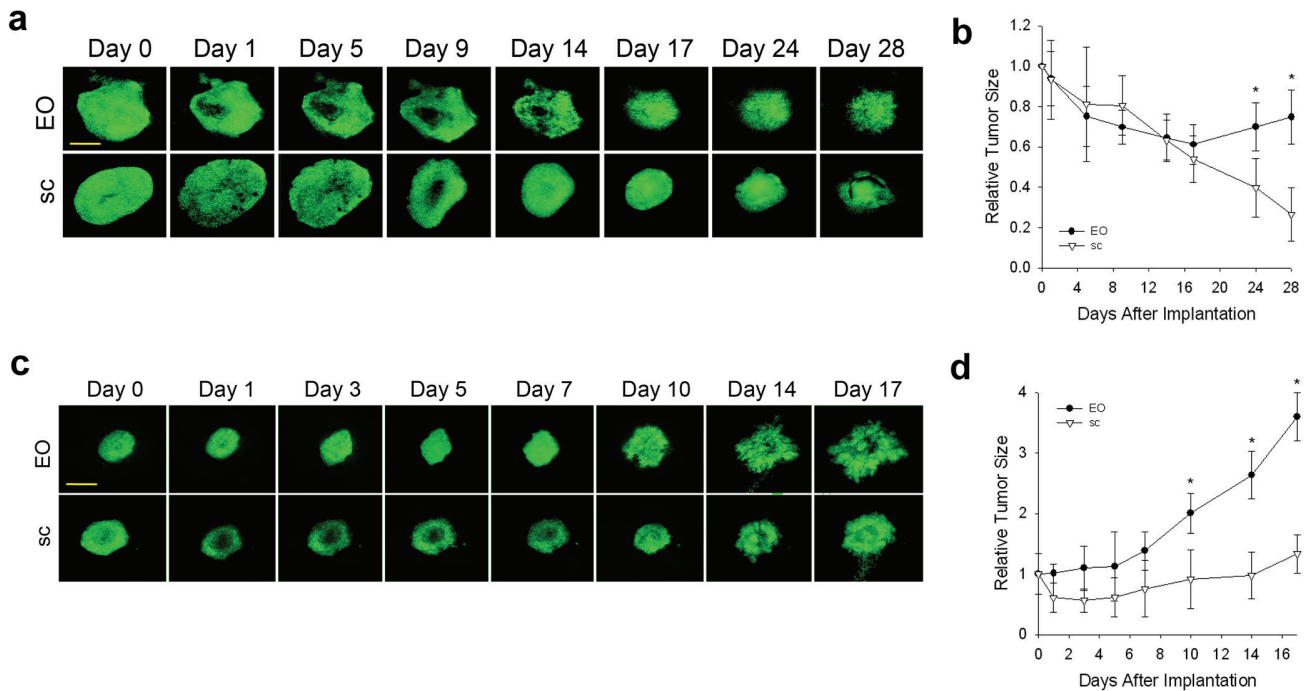 a
Day 0 Day 1 Day 5 Day 9 Day 14 Day 17 Day 24 Day 28
EO
sc
b
1.2
1.0
0.8
0.6
0.4
0.2
0.0
Relative Tumor Size
* *
EO
sc
0 4 8 12 16 20 24 28
Days After Implantation
c
Day 0 Day 1 Day 3 Day 5 Day 7 Day 10 Day 14 Day 17
EO
sc
d
4
3
2
1
0
Relative Tumor Size
EO
sc
* * *
0 2 4 6 8 10 12 14 16
Days After Implantation